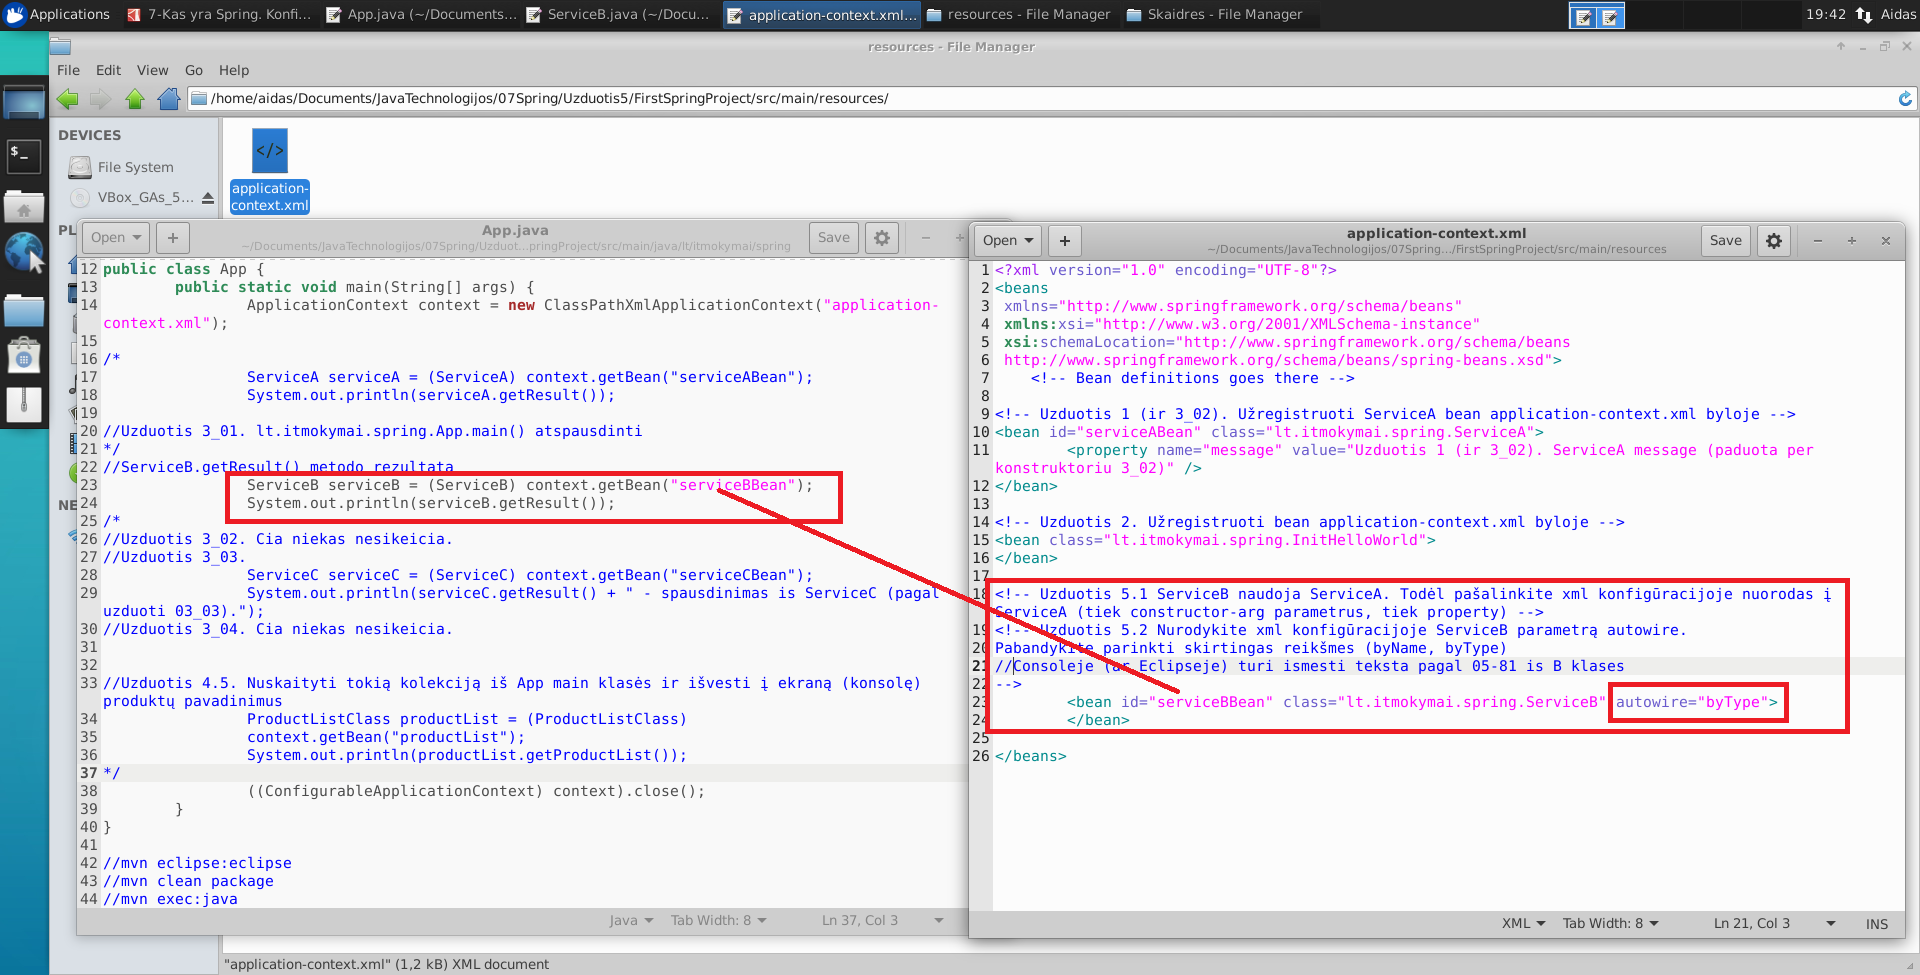 Applications
7-Kas yra Spring. Konfi...
App.java (~/Documents...
ServiceB.java (~/Docu...
application-context.xml...
resources - File Manager
Skaidres - File Manager
19:42
Aidas
resources - File Manager
File Edit View Go Help
/home/aidas/Documents/JavaTechnologijos/07Spring/Uzduotis5/FirstSpringProject/src/main/resources/
DEVICES
File System
VBox_GAs_5...
PL
NE
</>
application-
context.xml
Open
+
App.java
~/Documents/JavaTechnologijos/07Spring/Uzduot...pringProject/src/main/java/lt/itmokymai/spring
Save
12 public class App {
13 public static void main(String[] args) {
14 ApplicationContext context = new ClassPathXmlApplicationContext("application-
context.xml");
15
16 /*
17 ServiceA serviceA = (ServiceA) context.getBean("serviceABean");
18 System.out.println(serviceA.getResult());
19
20 //Uzduotis 3_01. lt.itmokymai.spring.App.main() atspausdinti
21 */
22 //ServiceB.getResult() metodo rezultata
23 ServiceB serviceB = (ServiceB) context.getBean("serviceBBean");
24 System.out.println(serviceB.getResult());
25 /*
26 //Uzduotis 3_02. Cia niekas nesikeicia.
27 //Uzduotis 3_03.
28 ServiceC serviceC = (ServiceC) context.getBean("serviceCBean");
29 System.out.println(serviceC.getResult() + " - spausdinimas is ServiceC (pagal
uzduoti 03_03).");
30 //Uzduotis 3_04. Cia niekas nesikeicia.
31
32
33 //Uzduotis 4.5. Nuskaityti tokią kolekciją iš App main klasės ir išvesti į ekraną (konsolę)
produktų pavadinimus
34 ProductListClass productList = (ProductListClass)
35 context.getBean("productList");
36 System.out.println(productList.getProductList());
37 */
38 ((ConfigurableApplicationContext) context).close();
39 }
40 }
41
42 //mvn eclipse:eclipse
43 //mvn clean package
44 //mvn exec:java
Java Tab Width: 8 Ln 37, Col 3
Open
+
application-context.xml
~/Documents/JavaTechnologijos/07Spring.../FirstSpringProject/src/main/resources
Save
1 <?xml version="1.0" encoding="UTF-8"?>
2 <beans
3 xmlns="http://www.springframework.org/schema/beans"
4 xmlns:xsi="http://www.w3.org/2001/XMLSchema-instance"
5 xsi:schemaLocation="http://www.springframework.org/schema/beans
6 http://www.springframework.org/schema/beans/spring-beans.xsd">
7 <!-- Bean definitions goes there -->
8
9 <!-- Uzduotis 1 (ir 3_02). Užregistruoti ServiceA bean application-context.xml byloje -->
10 <bean id="serviceABean" class="lt.itmokymai.spring.ServiceA">
11 <property name="message" value="Uzduotis 1 (ir 3_02). ServiceA message (paduota per
konstruktoriu 3_02)" />
12 </bean>
13
14 <!-- Uzduotis 2. Užregistruoti bean application-context.xml byloje -->
15 <bean class="lt.itmokymai.spring.InitHelloWorld">
16 </bean>
17
18 <!-- Uzduotis 5.1 ServiceB naudoja ServiceA. Todėl pašalinkite xml konfigūracijoje nuorodas į
ServiceA (tiek constructor-arg parametrus, tiek property) -->
19 <!-- Uzduotis 5.2 Nurodykite xml konfigūracijoje ServiceB parametrą autowire.
20 Pabandykite parinkti skirtingas reikšmes (byName, byType)
21 //Consoleje (ar Eclipseje) turi ismesti teksta pagal 05-81 is B klases
22 -->
23 <bean id="serviceBBean" class="lt.itmokymai.spring.ServiceB" autowire="byType">
24 </bean>
25
26 </beans>
XML Tab Width: 8 Ln 21, Col 3 INS
"application-context.xml" (1,2 kB) XML document